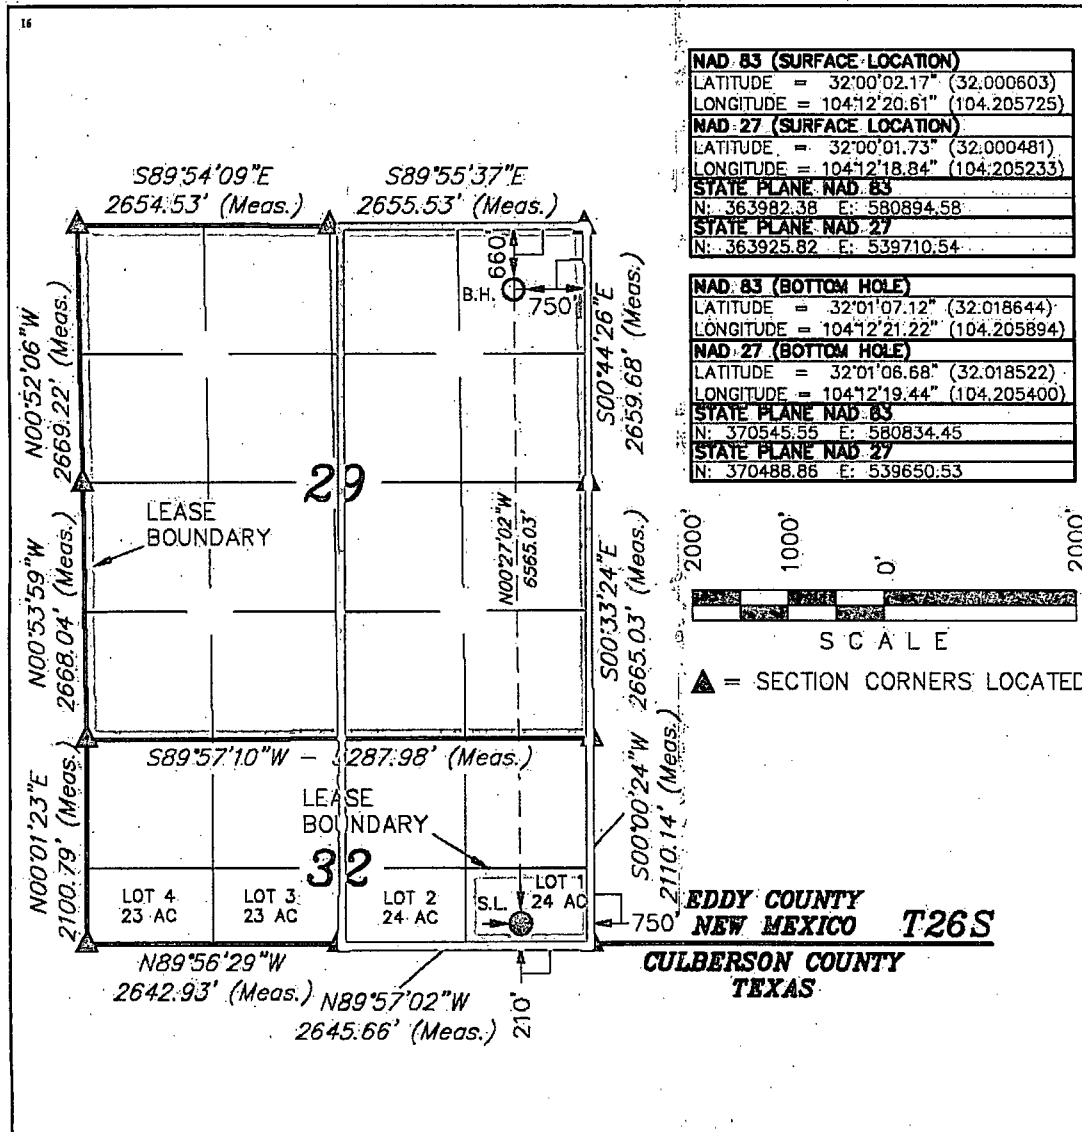 16
NAD 83 (SURFACE LOCATION)
LATITUDE = 32°00'02.17" (32.000603)
LONGITUDE = 104°12'20.61" (104.205725)
NAD 27 (SURFACE LOCATION)
LATITUDE = 32°00'01.73" (32.000481)
LONGITUDE = 104°12'18.84" (104.205233)
STATE PLANE NAD 83
N: 363982.38 E: 580894.58
STATE PLANE NAD 27
N: 363925.82 E: 539710.54
NAD 83 (BOTTOM HOLE)
LATITUDE = 32°01'07.12" (32.018644)
LONGITUDE = 104°12'21.22" (104.205894)
NAD 27 (BOTTOM HOLE)
LATITUDE = 32°01'06.68" (32.018522)
LONGITUDE = 104°12'19.44" (104.205400)
STATE PLANE NAD 83
N: 370545.55 E: 580834.45
STATE PLANE NAD 27
N: 370488.86 E: 539650.53
2000'
1000'
0'
2000'
SCALE
= SECTION CORNERS LOCATED
S89°54'09"E
2654.53' (Meas.)
S89°55'37"E
2655.53' (Meas.)
660'
B.H.
750'
N00°52'06"W
2669.22' (Meas.)
S00°44'26"E
2659.68' (Meas.)
29
LEASE
BOUNDARY
N00°27'02"W
6565.03'
N00°53'59"W
2668.04' (Meas.)
S00°33'24"E
2665.03' (Meas.)
S89°57'10"W – 5287.98' (Meas.)
LEASE
BOUNDARY
N00°01'23"E
2100.79' (Meas.)
S00°00'24"W
2110.14' (Meas.)
32
LOT 4
23 AC
LOT 3
23 AC
LOT 2
24 AC
LOT 1
24 AC
S.L.
750'
EDDY COUNTY
NEW MEXICO
T26S
CULBERSON COUNTY
TEXAS
N89°56'29"W
2642.93' (Meas.)
N89°57'02"W
2645.66' (Meas.)
210'